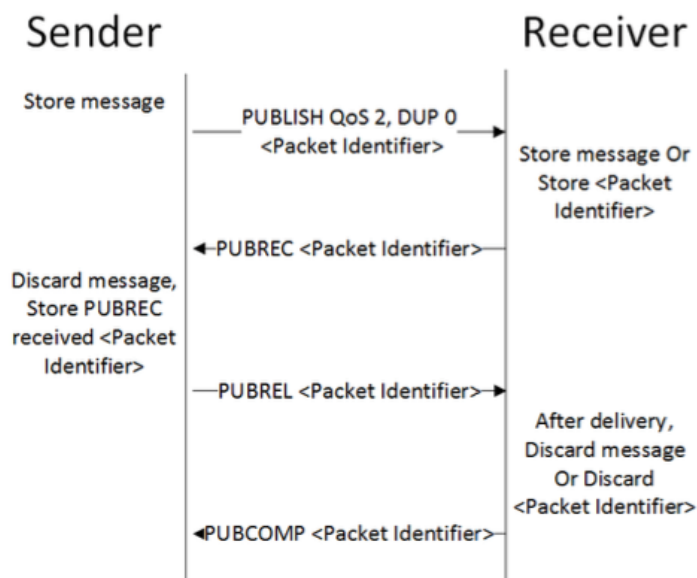 Sender
Receiver
Store message
PUBLISH QoS 2, DUP 0
<Packet Identifier>
Store message Or
Store <Packet
Identifier>
PUBREC <Packet Identifier>
Discard message,
Store PUBREC
received <Packet
Identifier>
PUBREL <Packet Identifier>
After delivery,
Discard message
Or Discard
<Packet Identifier>
PUBCOMP <Packet Identifier>